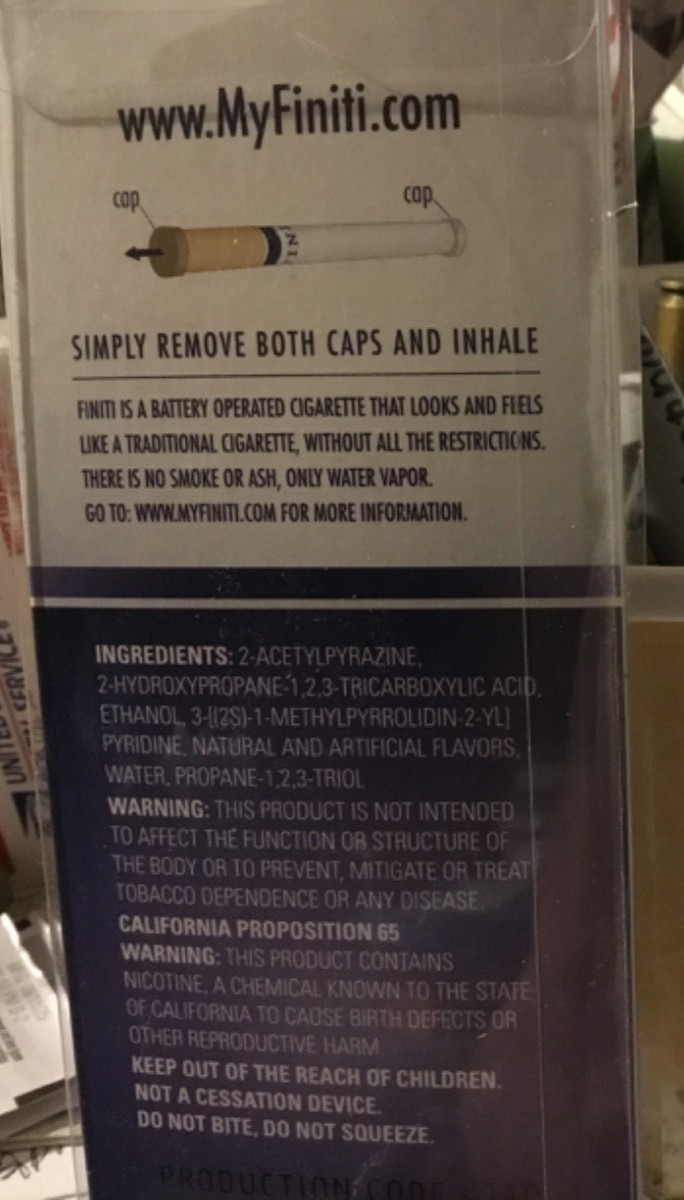 www.MyFiniti.com
cap
cap
SIMPLY REMOVE BOTH CAPS AND INHALE
FINITI IS A BATTERY OPERATED CIGARETTE THAT LOOKS AND FEELS
LIKE A TRADITIONAL CIGARETTE, WITHOUT ALL THE RESTRICTIONS.
THERE IS NO SMOKE OR ASH, ONLY WATER VAPOR.
GO TO: WWW.MYFINITI.COM FOR MORE INFORMATION.
INGREDIENTS: 2-ACETYLPYRAZINE,
2-HYDROXYPROPANE-1,2,3-TRICARBOXYLIC ACID,
ETHANOL, 3-[(2S)-1-METHYLPYRROLIDIN-2-YL]
PYRIDINE, NATURAL AND ARTIFICIAL FLAVORS,
WATER, PROPANE-1,2,3-TRIOL
WARNING: THIS PRODUCT IS NOT INTENDED
TO AFFECT THE FUNCTION OR STRUCTURE OF
THE BODY OR TO PREVENT, MITIGATE OR TREAT
TOBACCO DEPENDENCE OR ANY DISEASE.
CALIFORNIA PROPOSITION 65
WARNING: THIS PRODUCT CONTAINS
NICOTINE, A CHEMICAL KNOWN TO THE STATE
OF CALIFORNIA TO CAUSE BIRTH DEFECTS OR
OTHER REPRODUCTIVE HARM.
KEEP OUT OF THE REACH OF CHILDREN.
NOT A CESSATION DEVICE.
DO NOT BITE, DO NOT SQUEEZE.
PRODUCTION CODE